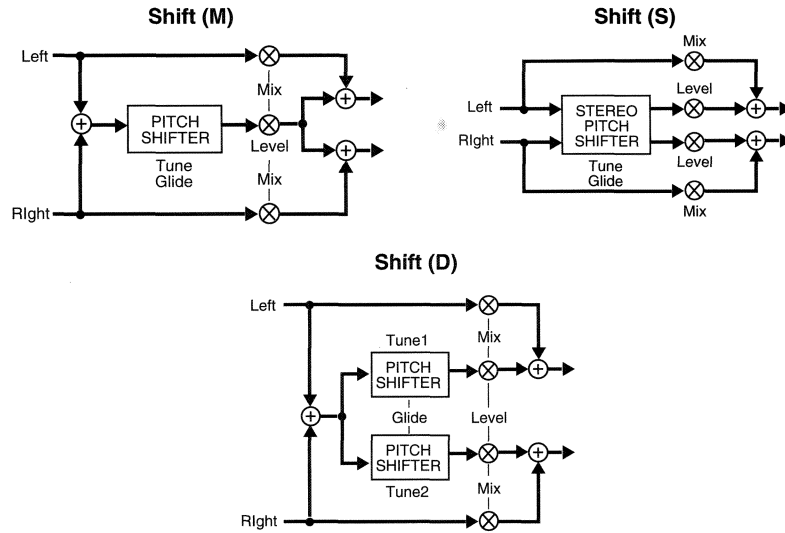 Shift (M)
Left
Mix
PITCH
SHIFTER
Level
Tune
Glide
Mix
RIght
Shift (S)
Mix
Level
Left
STEREO
PITCH
SHIFTER
RIght
Level
Tune
Glide
Mix
Shift (D)
Left
Tune1
Mix
PITCH
SHIFTER
Glide
Level
PITCH
SHIFTER
Tune2
Mix
RIght